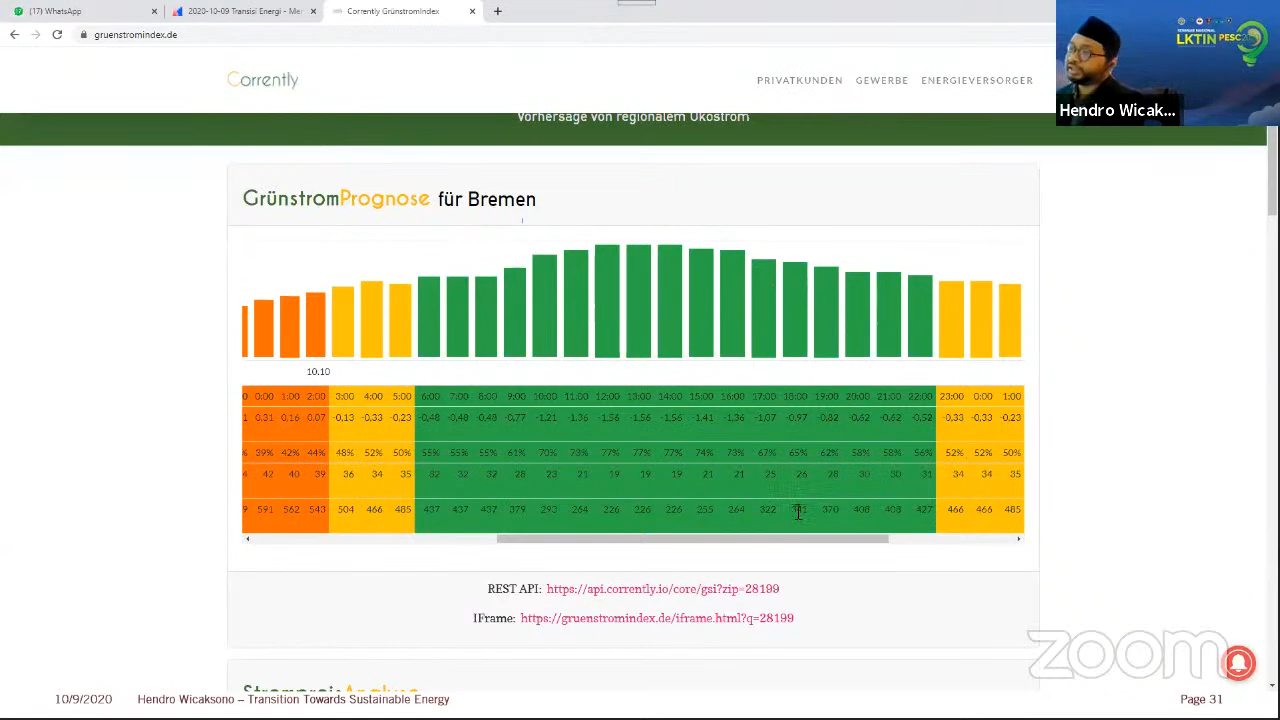 (17) WhatsApp
2020-10-09 Transisi Energi - Me
Corrently GrünstromIndex
gruenstromindex.de
SEMINAR NASIONAL
LKTIN PESC
Hendro Wicak...
Corrently
PRIVATKUNDEN GEWERBE ENERGIEVERSORGER
Vorhersage von regionalem Ökostrom
GrünstromPrognose für Bremen
10.10
0 0:00 1:00 2:00 3:00 4:00 5:00 6:00 7:00 8:00 9:00 10:00 11:00 12:00 13:00 14:00 15:00 16:00 17:00 18:00 19:00 20:00 21:00 22:00 23:00 0:00 1:00
1 0,31 0,16 0,07 -0,13 -0,33 -0,23 -0,48 -0,48 -0,48 -0,77 -1,21 -1,36 -1,56 -1,56 -1,56 -1,41 -1,36 -1,07 -0,97 -0,82 -0,62 -0,62 -0,52 -0,33 -0,33 -0,23
% 39% 42% 44% 48% 52% 50% 55% 55% 55% 61% 70% 73% 77% 77% 77% 74% 73% 67% 65% 62% 58% 58% 56% 52% 52% 50%
4 42 40 39 36 34 35 32 32 32 28 23 21 19 19 19 21 21 25 26 28 30 30 31 34 34 35
9 591 562 543 504 466 485 437 437 437 379 293 264 226 226 226 255 264 322 370 408 408 427 466 466 485
REST API: https://api.corrently.io/core/gsi?zip=28199
IFrame: https://gruenstromindex.de/iframe.html?q=28199
zoom
StrompreisAnalyse
10/9/2020 Hendro Wicaksono – Transition Towards Sustainable Energy Page 31